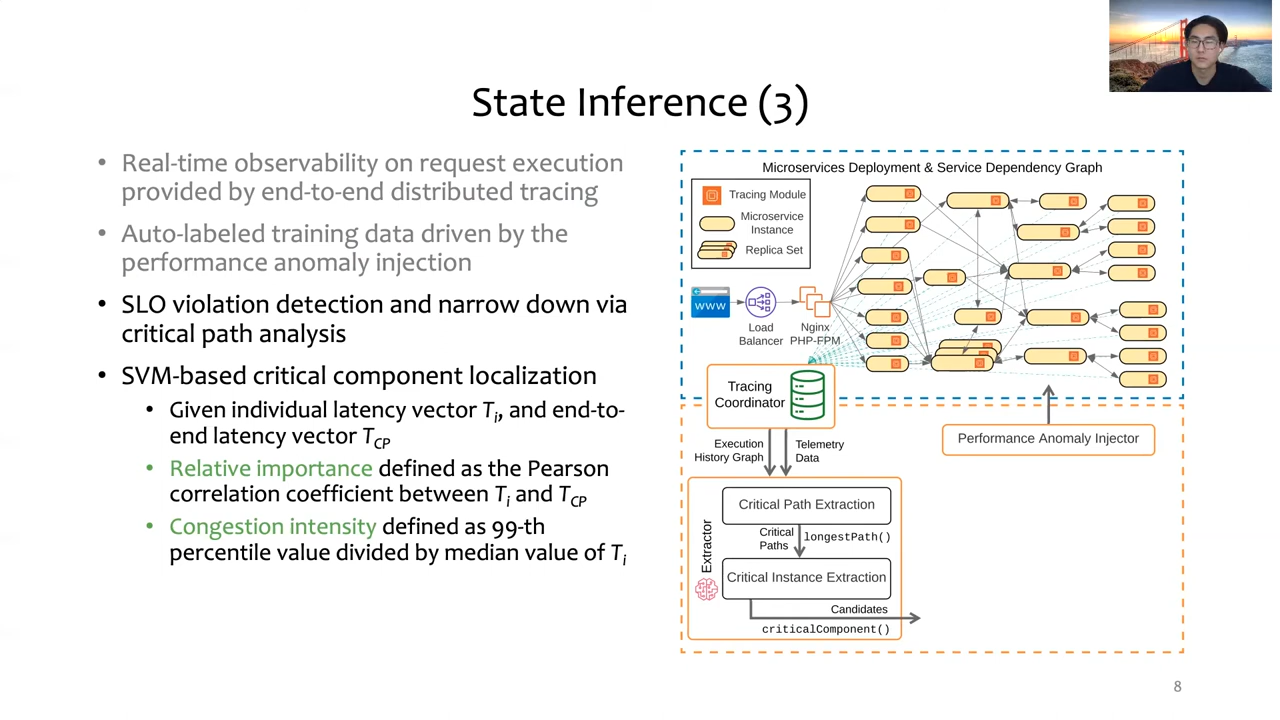 State Inference (3)
• Real-time observability on request execution
provided by end-to-end distributed tracing
• Auto-labeled training data driven by the
performance anomaly injection
• SLO violation detection and narrow down via
critical path analysis
• SVM-based critical component localization
• Given individual latency vector Ti, and end-to-
end latency vector TCP
• Relative importance defined as the Pearson
correlation coefficient between Ti and TCP
• Congestion intensity defined as 99-th
percentile value divided by median value of Ti
Microservices Deployment & Service Dependency Graph
Tracing Module
Microservice
Instance
Replica Set
www
Load
Balancer
Nginx
PHP-FPM
Tracing
Coordinator
Execution
History Graph
Telemetry
Data
Performance Anomaly Injector
Extractor
Critical Path Extraction
Critical
Paths
longestPath()
Critical Instance Extraction
Candidates
criticalComponent()
8